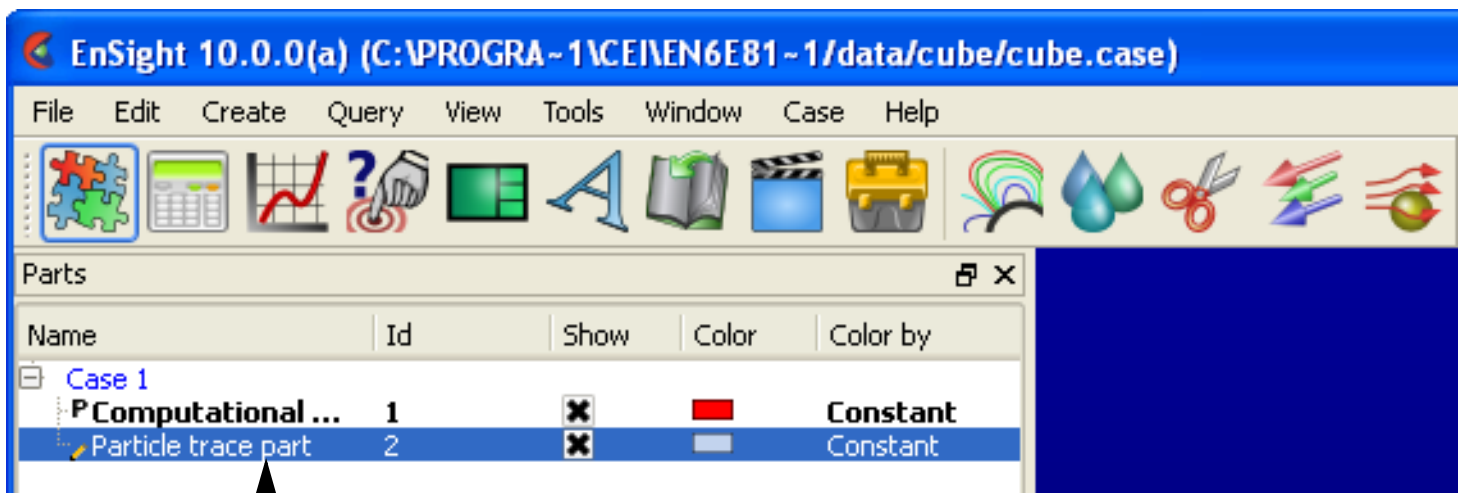 EnSight 10.0.0(a) (C:\PROGRA~1\CEI\EN6E81~1/data/cube/cube.case)
File Edit Create Query View Tools Window Case Help
Parts
Name Id Show Color Color by
Case 1
P Computational ... 1 Constant
Particle trace part 2 Constant